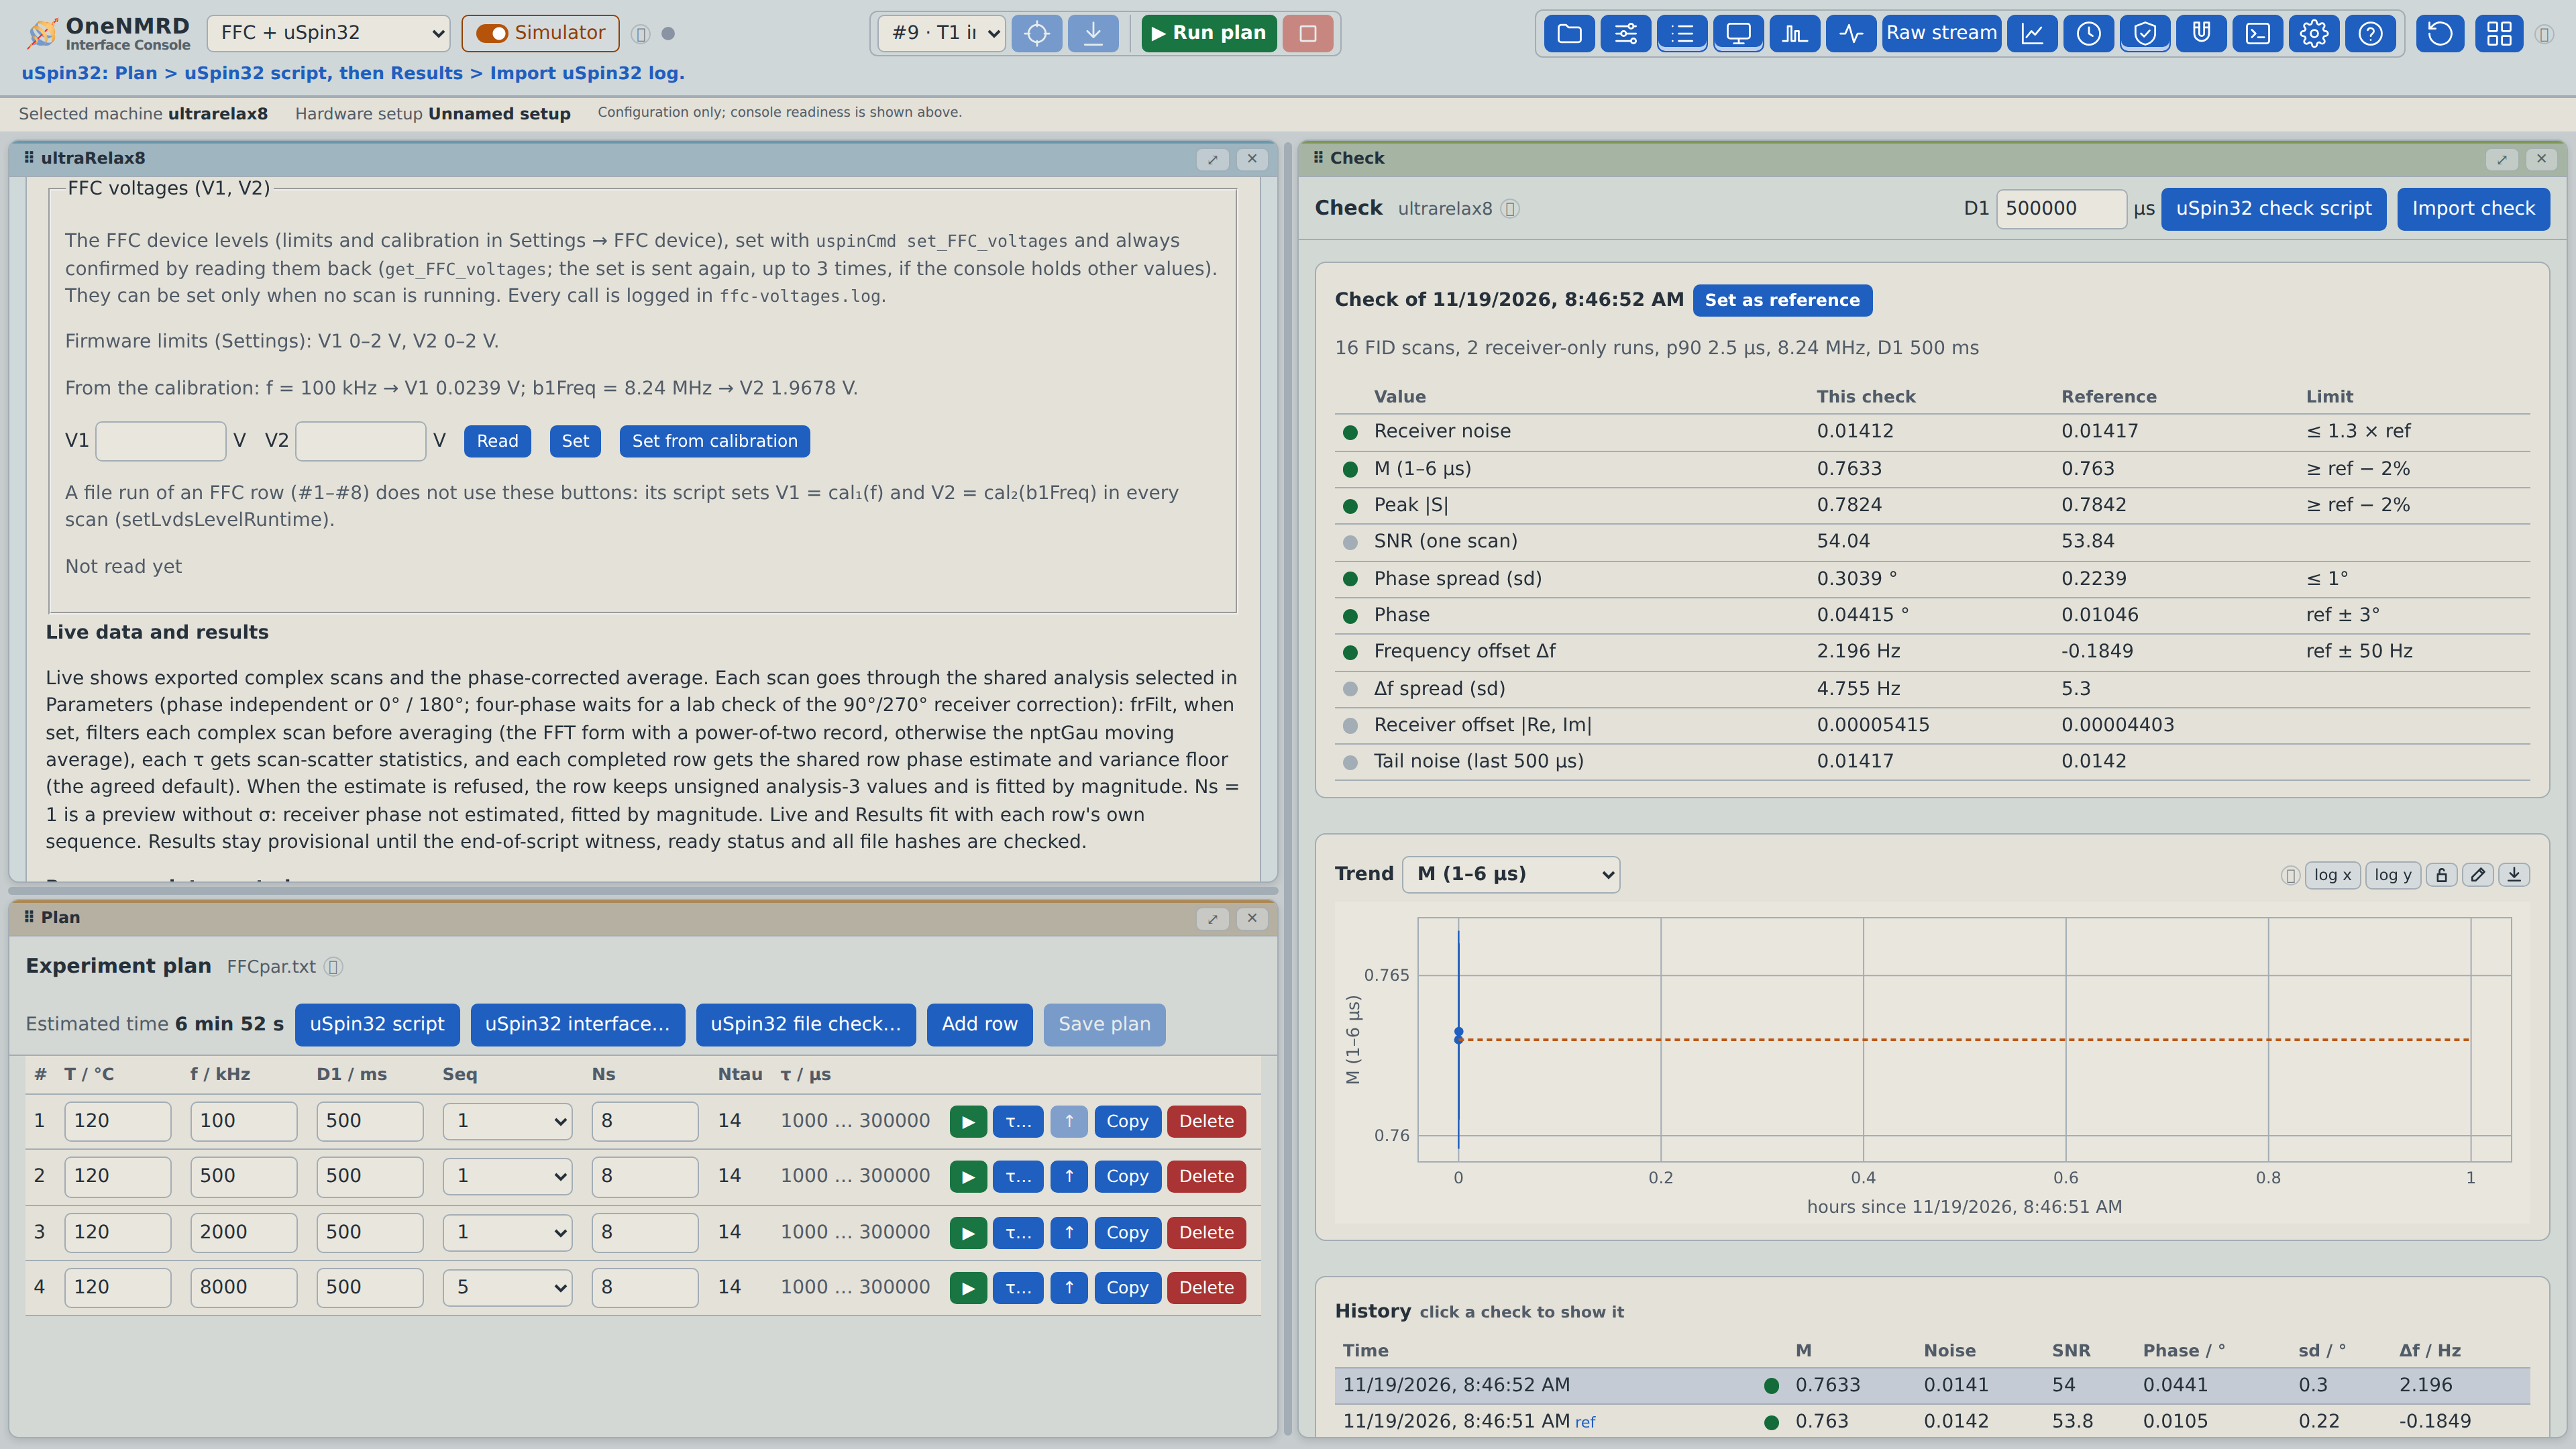 OneNMRD
Interface Console
FFC + uSpin32
Simulator
#9 · T1 ii
▶ Run plan
Raw stream
uSpin32: Plan > uSpin32 script, then Results > Import uSpin32 log.
Selected machine ultrarelax8 Hardware setup Unnamed setup Configuration only; console readiness is shown above.
ultraRelax8
FFC voltages (V1, V2)
The FFC device levels (limits and calibration in Settings → FFC device), set with uspinCmd set_FFC_voltages and always
confirmed by reading them back (get_FFC_voltages; the set is sent again, up to 3 times, if the console holds other values).
They can be set only when no scan is running. Every call is logged in ffc-voltages.log.
Firmware limits (Settings): V1 0–2 V, V2 0–2 V.
From the calibration: f = 100 kHz → V1 0.0239 V; b1Freq = 8.24 MHz → V2 1.9678 V.
V1 V V2 V Read Set Set from calibration
A file run of an FFC row (#1–#8) does not use these buttons: its script sets V1 = cal₁(f) and V2 = cal₂(b1Freq) in every
scan (setLvdsLevelRuntime).
Not read yet
Live data and results
Live shows exported complex scans and the phase-corrected average. Each scan goes through the shared analysis selected in
Parameters (phase independent or 0° / 180°; four-phase waits for a lab check of the 90°/270° receiver correction): frFilt, when
set, filters each complex scan before averaging (the FFT form with a power-of-two record, otherwise the nptGau moving
average), each τ gets scan-scatter statistics, and each completed row gets the shared row phase estimate and variance floor
(the agreed default). When the estimate is refused, the row keeps unsigned analysis-3 values and is fitted by magnitude. Ns =
1 is a preview without σ: receiver phase not estimated, fitted by magnitude. Live and Results fit with each row's own
sequence. Results stay provisional until the end-of-script witness, ready status and all file hashes are checked.
Plan
Experiment plan FFCpar.txt
Estimated time 6 min 52 s uSpin32 script uSpin32 interface... uSpin32 file check... Add row Save plan
# T / °C f / kHz D1 / ms Seq Ns Ntau τ / µs
1 120 100 500 1 8 14 1000 … 300000 ▶ τ... ↑ Copy Delete
2 120 500 500 1 8 14 1000 … 300000 ▶ τ... ↑ Copy Delete
3 120 2000 500 1 8 14 1000 … 300000 ▶ τ... ↑ Copy Delete
4 120 8000 500 5 8 14 1000 … 300000 ▶ τ... ↑ Copy Delete
Check
Check ultrarelax8
D1 500000 µs uSpin32 check script Import check
Check of 11/19/2026, 8:46:52 AM Set as reference
16 FID scans, 2 receiver-only runs, p90 2.5 µs, 8.24 MHz, D1 500 ms
Value This check Reference Limit
Receiver noise 0.01412 0.01417 ≤ 1.3 × ref
M (1–6 µs) 0.7633 0.763 ≥ ref − 2%
Peak |S| 0.7824 0.7842 ≥ ref − 2%
SNR (one scan) 54.04 53.84
Phase spread (sd) 0.3039 ° 0.2239 ≤ 1°
Phase 0.04415 ° 0.01046 ref ± 3°
Frequency offset Δf 2.196 Hz -0.1849 ref ± 50 Hz
Δf spread (sd) 4.755 Hz 5.3
Receiver offset |Re, Im| 0.00005415 0.00004403
Tail noise (last 500 µs) 0.01417 0.0142
Trend M (1–6 µs) log x log y
M (1–6 µs)
0.765
0.76
0 0.2 0.4 0.6 0.8 1
hours since 11/19/2026, 8:46:51 AM
History click a check to show it
Time M Noise SNR Phase / ° sd / ° Δf / Hz
11/19/2026, 8:46:52 AM 0.7633 0.0141 54 0.0441 0.3 2.196
11/19/2026, 8:46:51 AM ref 0.763 0.0142 53.8 0.0105 0.22 -0.1849